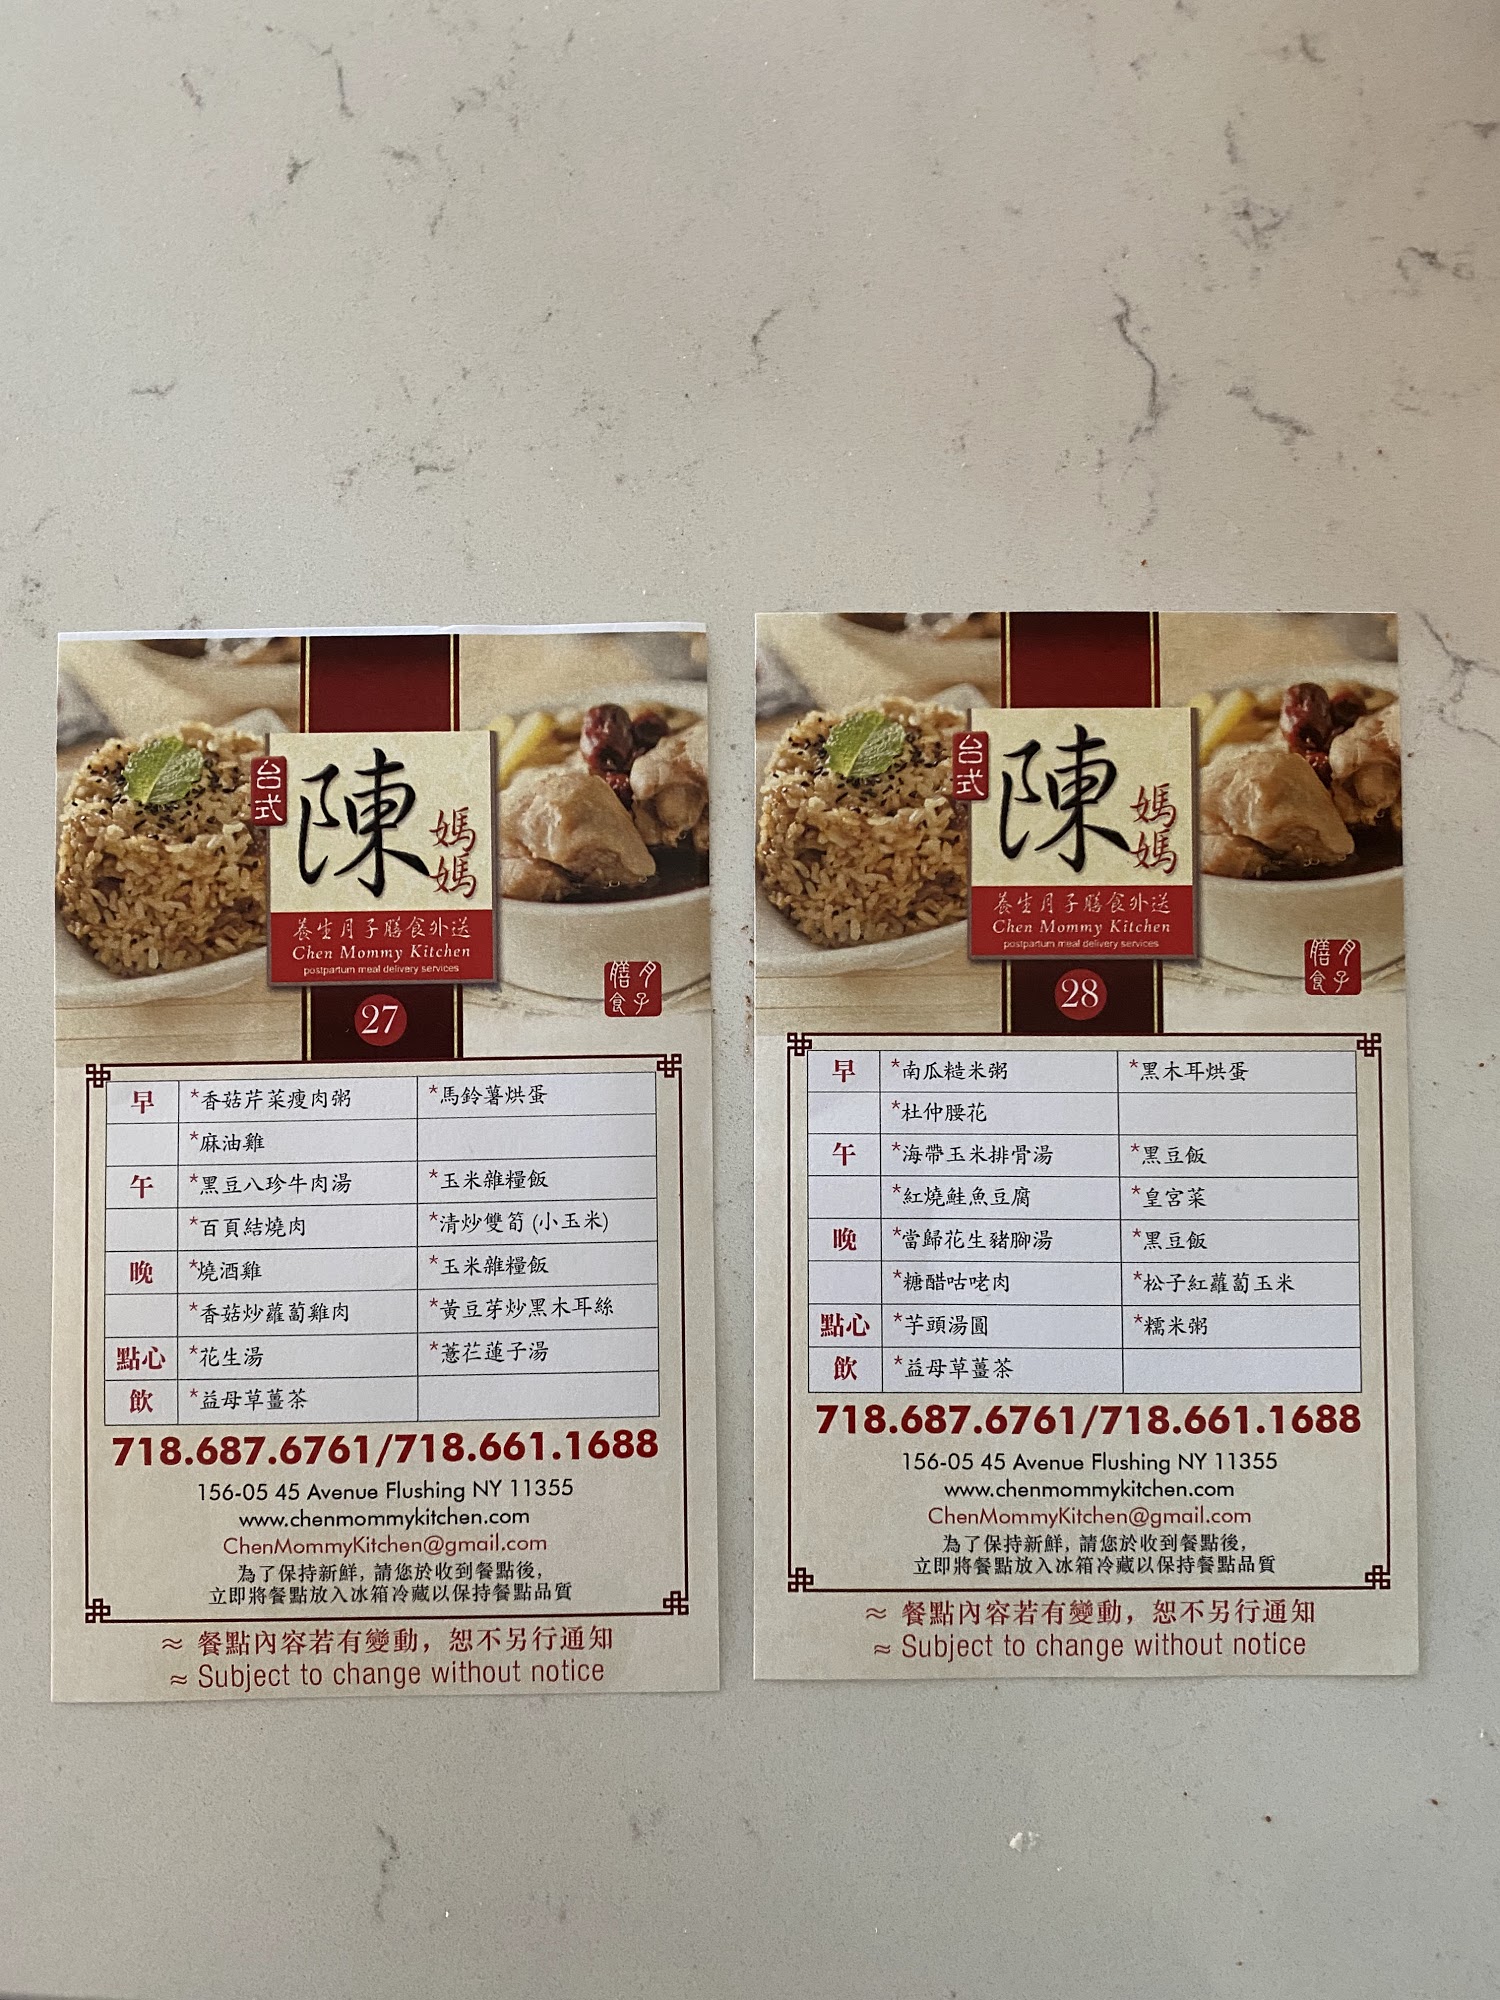 台式
陳媽媽
養生月子膳食外送
Chen Mommy Kitchen
postpartum meal delivery services
月子膳食
27
早 *香菇芹菜瘦肉粥 *馬鈴薯烘蛋
*麻油雞
午 *黑豆八珍牛肉湯 *玉米雜糧飯
*百頁結燒肉 *清炒雙筍 (小玉米)
晚 *燒酒雞 *玉米雜糧飯
*香菇炒蘿蔔雞肉 *黃豆芽炒黑木耳絲
點心 *花生湯 *薏芢蓮子湯
飲 *益母草薑茶
718.687.6761/718.661.1688
156-05 45 Avenue Flushing NY 11355
www.chenmommykitchen.com
ChenMommyKitchen@gmail.com
為了保持新鮮, 請您於收到餐點後,
立即將餐點放入冰箱冷藏以保持餐點品質
≈ 餐點內容若有變動，恕不另行通知
≈ Subject to change without notice
台式
陳媽媽
養生月子膳食外送
Chen Mommy Kitchen
postpartum meal delivery services
月子膳食
28
早 *南瓜糙米粥 *黑木耳烘蛋
*杜仲腰花
午 *海帶玉米排骨湯 *黑豆飯
*紅燒鮭魚豆腐 *皇宮菜
晚 *當歸花生豬腳湯 *黑豆飯
*糖醋咕咾肉 *松子紅蘿蔔玉米
點心 *芋頭湯圓 *糯米粥
飲 *益母草薑茶
718.687.6761/718.661.1688
156-05 45 Avenue Flushing NY 11355
www.chenmommykitchen.com
ChenMommyKitchen@gmail.com
為了保持新鮮, 請您於收到餐點後,
立即將餐點放入冰箱冷藏以保持餐點品質
≈ 餐點內容若有變動，恕不另行通知
≈ Subject to change without notice